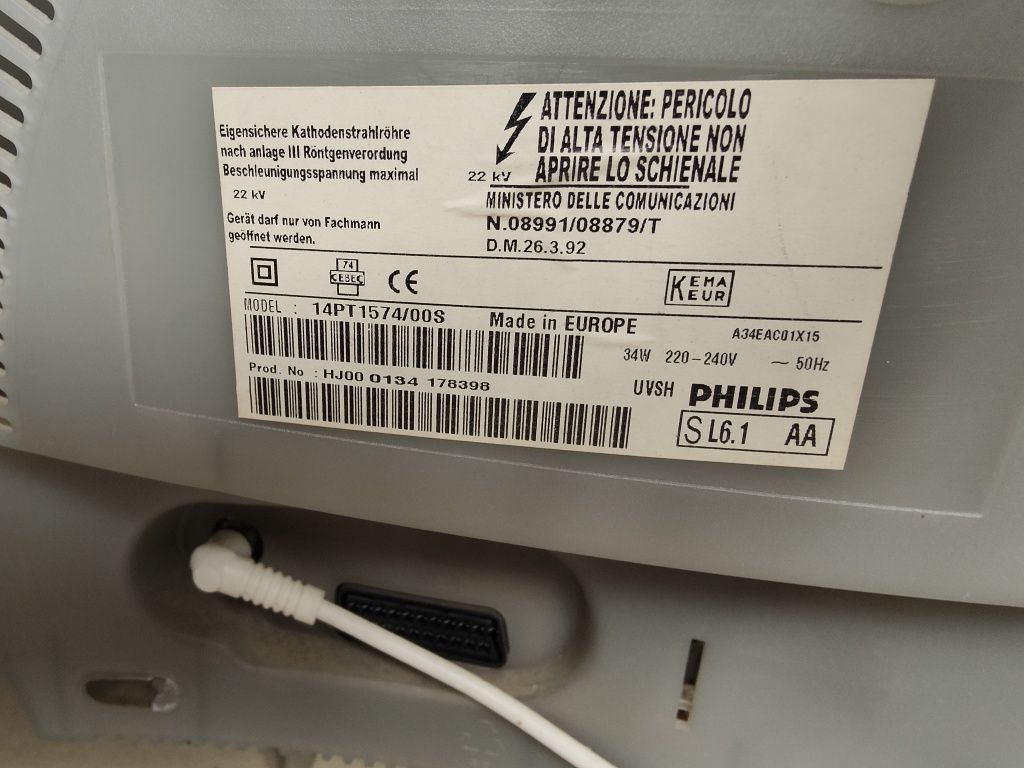 Eigensichere Kathodenstrahlröhre
nach anlage III Röntgenverordung
Beschleunigungsspannung maximal
22 kV
Gerät darf nur von Fachmann
geöffnet werden.
22 kV
ATTENZIONE: PERICOLO
DI ALTA TENSIONE NON
APRIRE LO SCHIENALE
MINISTERO DELLE COMUNICAZIONI
N.08991/08879/T
D.M.26.3.92
74
CEBEC
CE
KEMA
KEUR
MODEL : 14PT1574/00S
Made in EUROPE
A34EAC01X15
34W 220-240V ~ 50Hz
Prod. No : HJ00 0134 178398
UVSH PHILIPS
S L6.1 AA